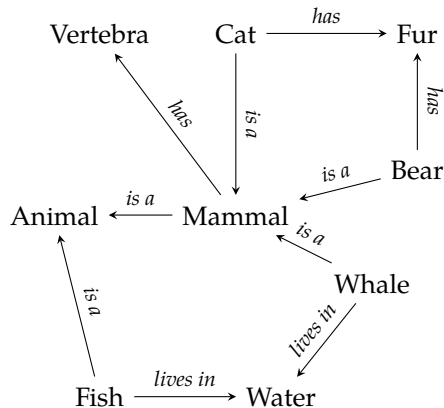 Vertebra
Cat
has
Fur
has
is a
has
Bear
is a
Animal
is a
Mammal
is a
Whale
is a
lives in
Fish
lives in
Water